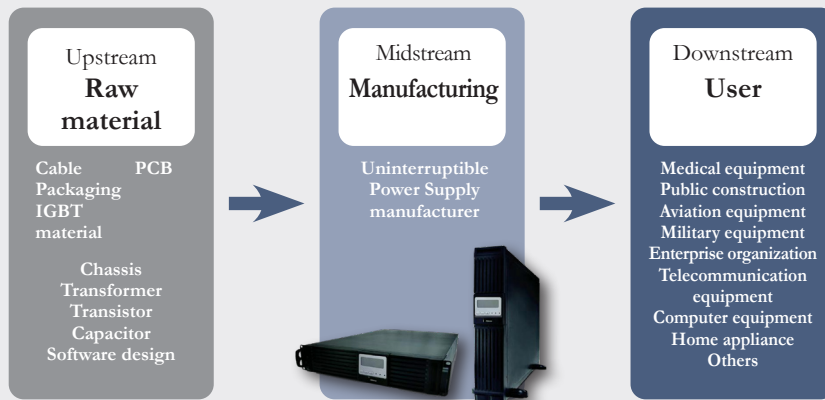 Upstream
Raw
material
Cable PCB
Packaging
IGBT
material
Chassis
Transformer
Transistor
Capacitor
Software design
Midstream
Manufacturing
Uninterruptible
Power Supply
manufacturer
Downstream
User
Medical equipment
Public construction
Aviation equipment
Military equipment
Enterprise organization
Telecommunication
equipment
Computer equipment
Home appliance
Others